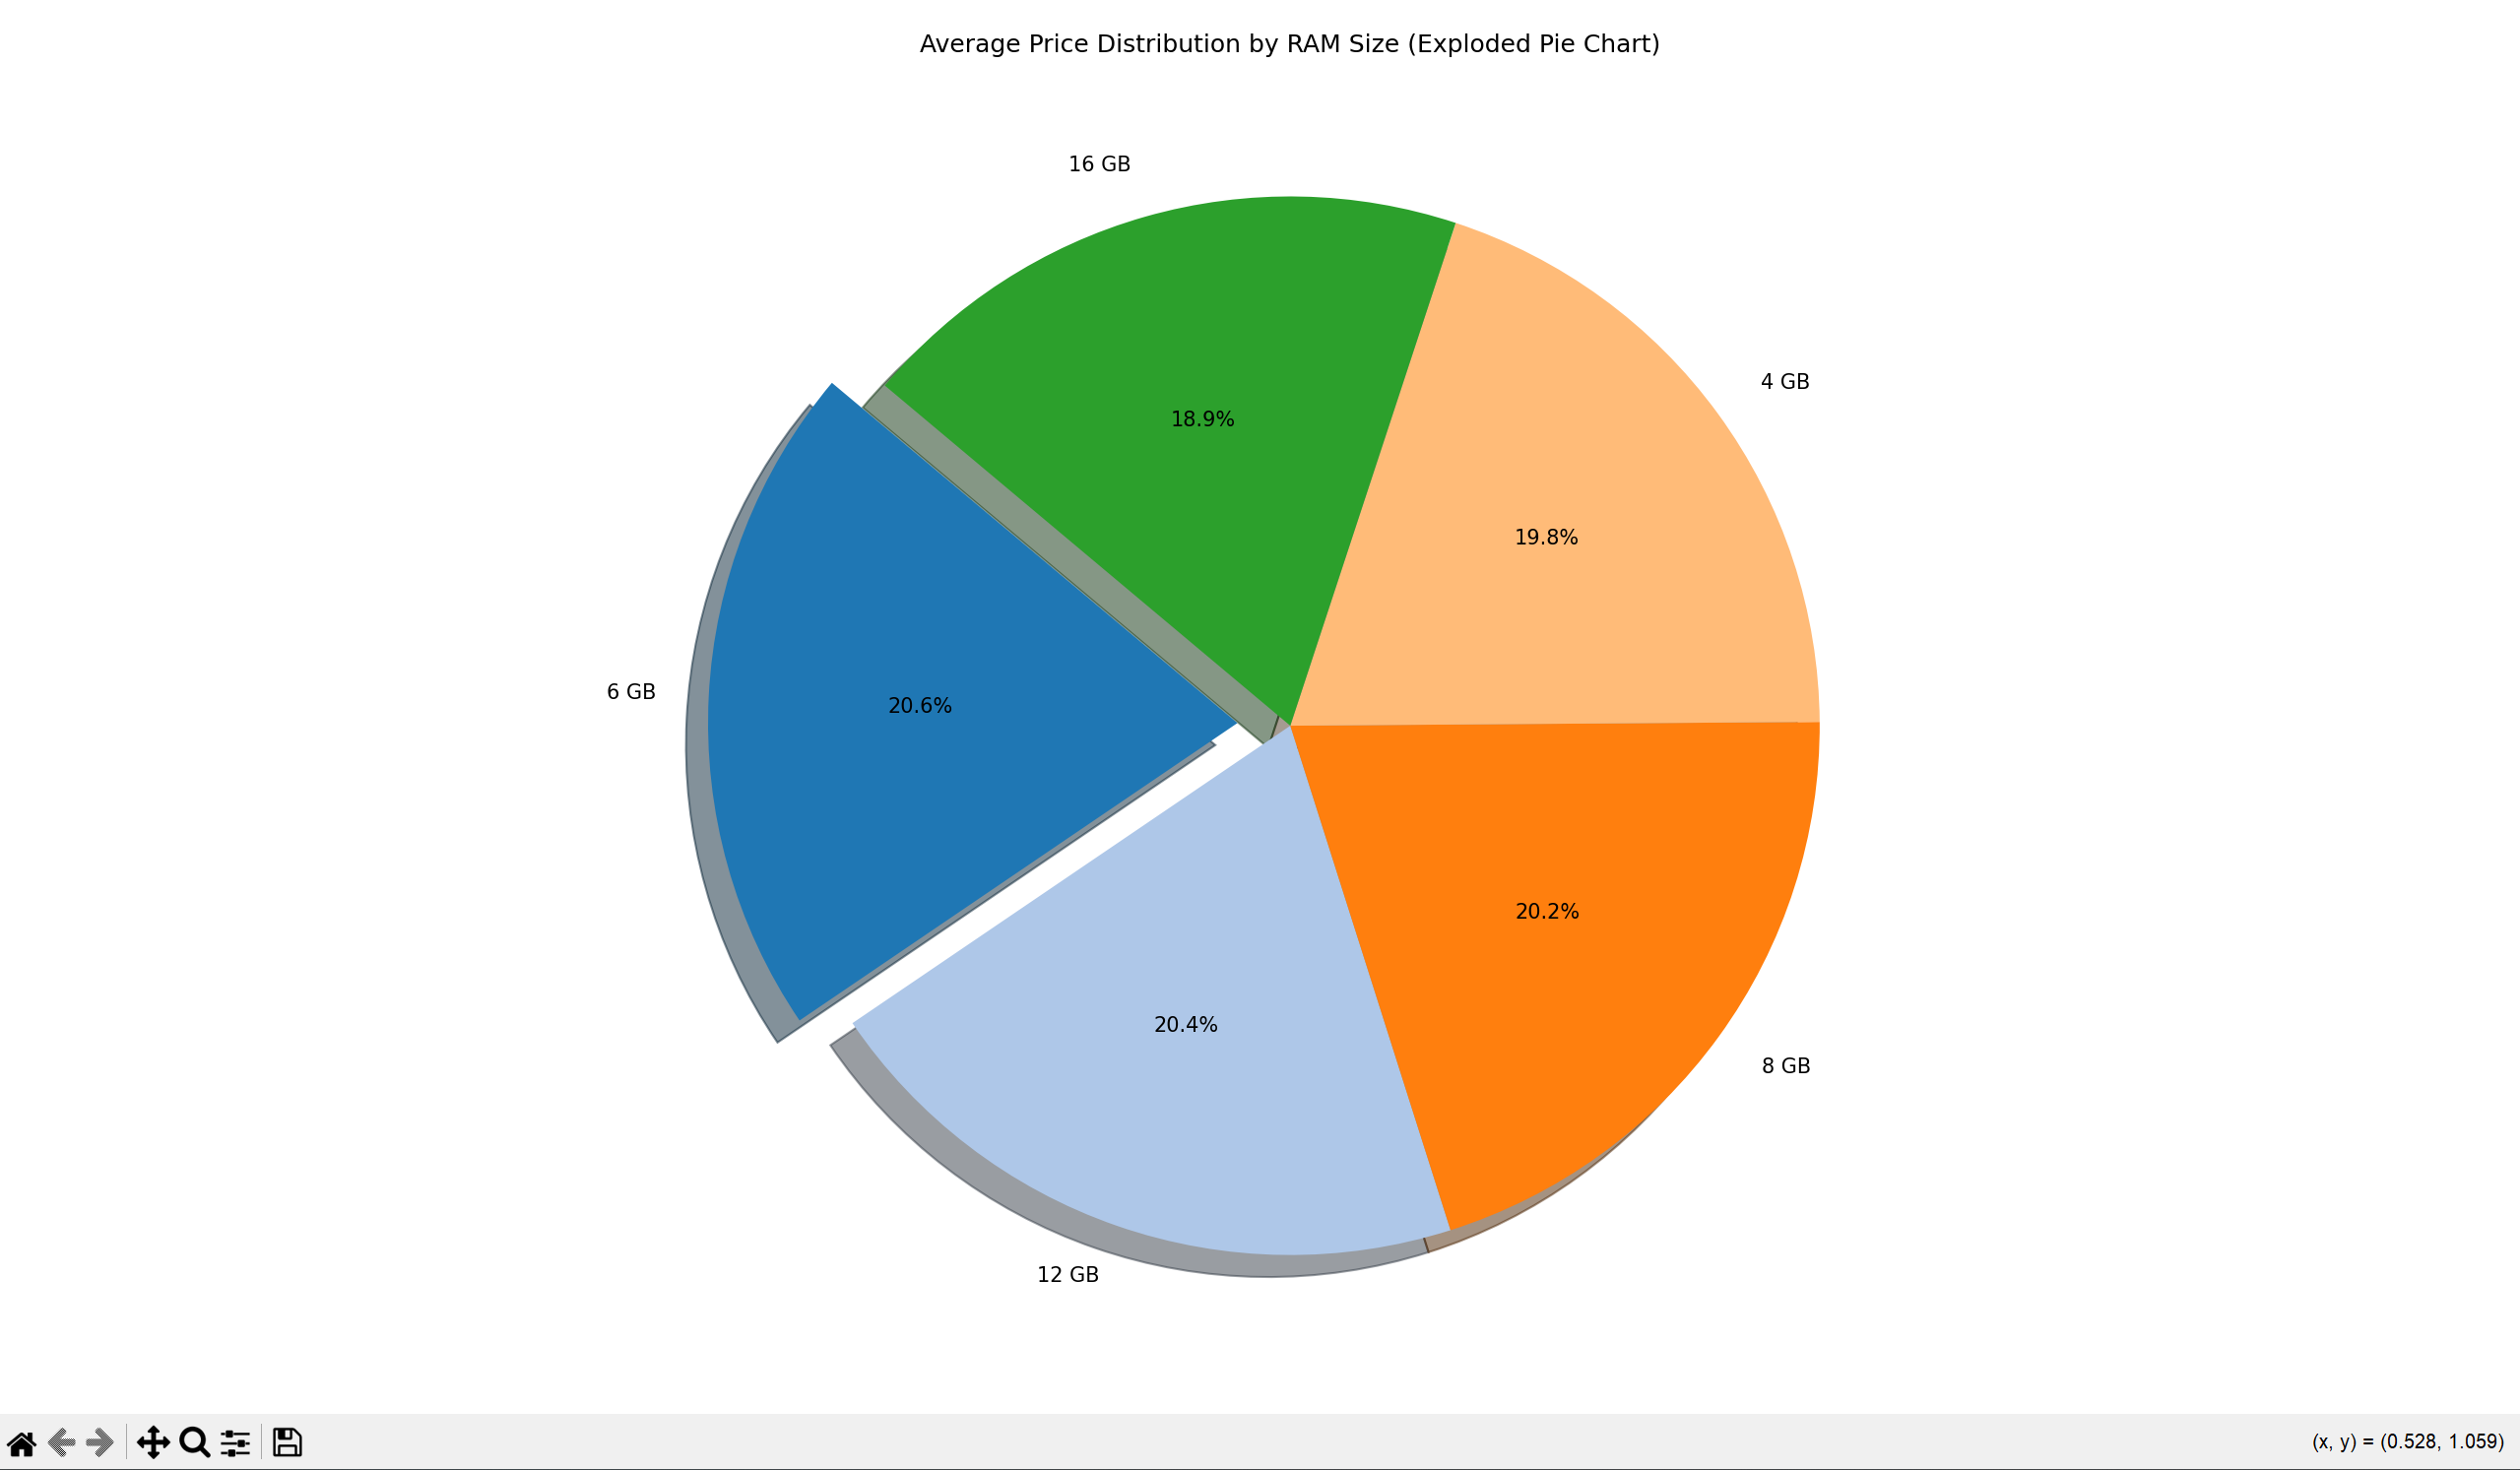 Average Price Distribution by RAM Size (Exploded Pie Chart)
16 GB
4 GB
18.9%
19.8%
6 GB
20.6%
20.2%
20.4%
8 GB
12 GB
(x, y) = (0.528, 1.059)